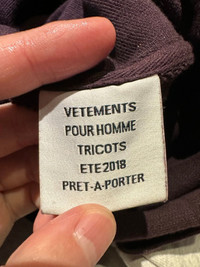 VETEMENTS
POUR HOMME
TRICOTS
ETE 2018
PRET-A-PORTER